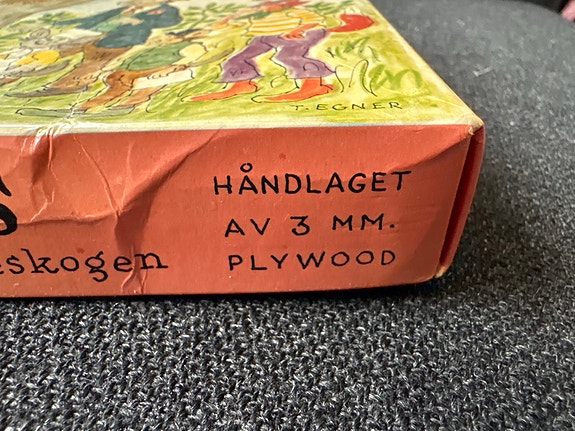 T. EGNER
HÅNDLAGET
AV 3 MM.
eskogen PLYWOOD